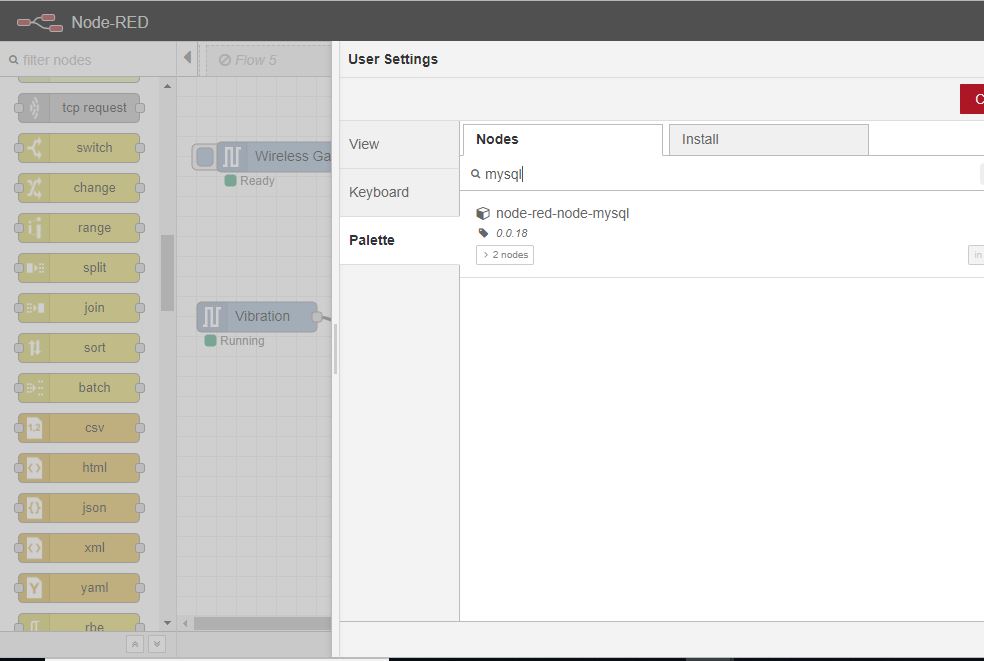 Node-RED
filter nodes
Flow 5
User Settings
C
tcp request
switch
change
range
split
join
sort
batch
1,2 csv
html
json
xml
yaml
rbe
Wireless Ga
Ready
Vibration
Running
View
Keyboard
Palette
Nodes
Install
mysql
node-red-node-mysql
0.0.18
> 2 nodes
in